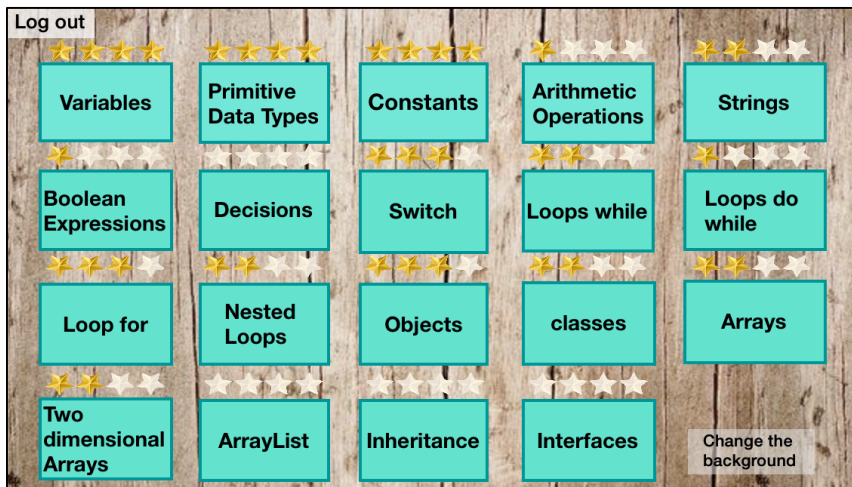 Log out
Variables
Primitive
Data Types
Constants
Arithmetic
Operations
Strings
Boolean
Expressions
Decisions
Switch
Loops while
Loops do
while
Loop for
Nested
Loops
Objects
classes
Arrays
Two
dimensional
Arrays
ArrayList
Inheritance
Interfaces
Change the
background